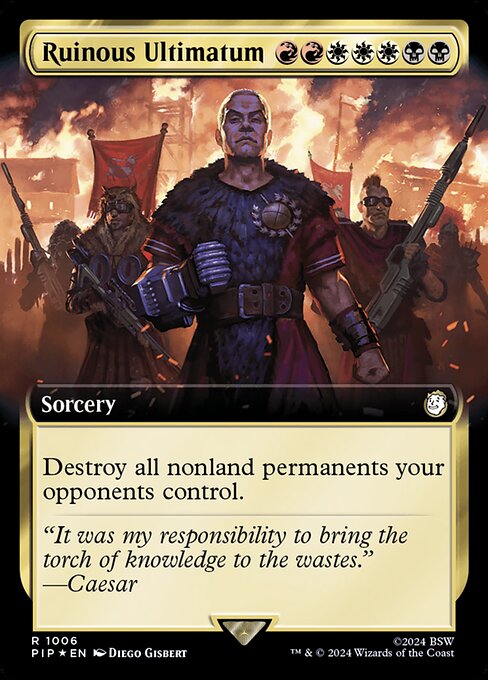 Ruinous Ultimatum
Sorcery
Destroy all nonland permanents your
opponents control.
“It was my responsibility to bring the
torch of knowledge to the wastes.”
—Caesar
R 1006
PIP★EN Diego Gisbert
©2024 BSW
™ & © 2024 Wizards of the Coast